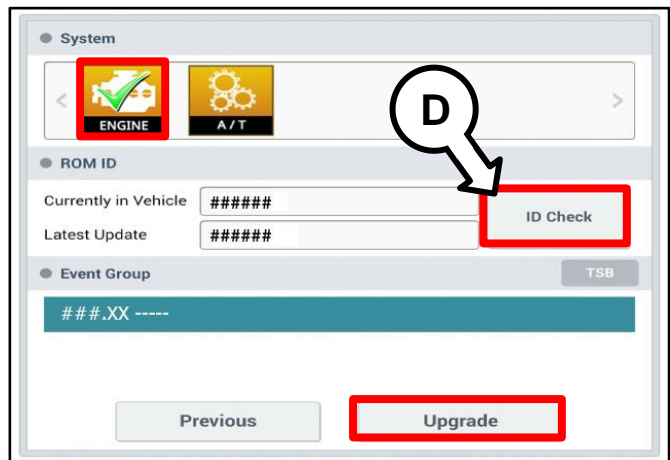 System
<
ENGINE
A/T
D
>
ROM ID
Currently in Vehicle ######
ID Check
Latest Update ######
Event Group TSB
###.XX -----
Previous Upgrade